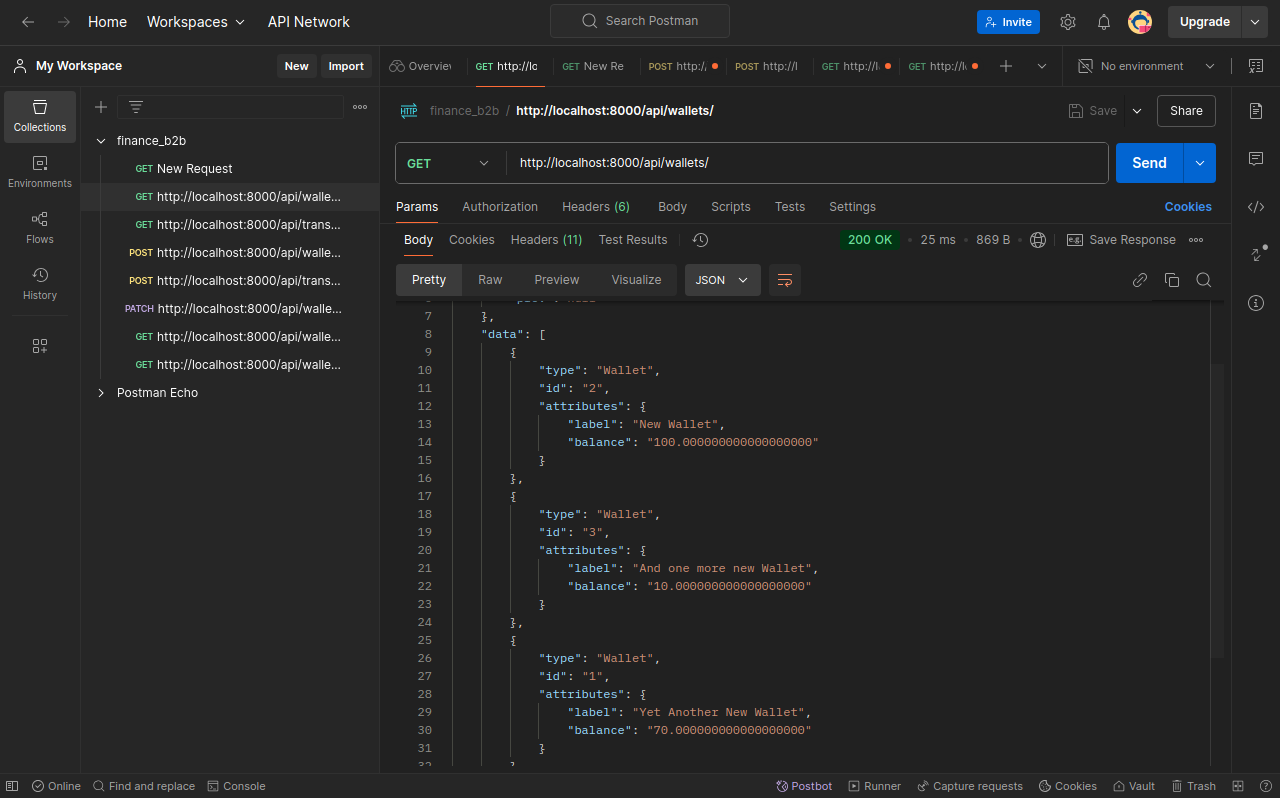 Home Workspaces API Network Search Postman Invite Upgrade
My Workspace New Import Overview GET http://lo GET New Re POST http:/ POST http://l GET http://l GET http://l No environment
Collections
Environments
Flows
History
finance_b2b
GET New Request
GET http://localhost:8000/api/walle...
GET http://localhost:8000/api/trans...
POST http://localhost:8000/api/walle...
POST http://localhost:8000/api/trans...
PATCH http://localhost:8000/api/walle...
GET http://localhost:8000/api/walle...
GET http://localhost:8000/api/walle...
Postman Echo
HTTP finance_b2b / http://localhost:8000/api/wallets/ Save Share
GET http://localhost:8000/api/wallets/ Send
Params Authorization Headers (6) Body Scripts Tests Settings Cookies
Body Cookies Headers (11) Test Results 200 OK 25 ms 869 B e.g. Save Response
Pretty Raw Preview Visualize JSON
7 },
8 "data": [
9 {
10 "type": "Wallet",
11 "id": "2",
12 "attributes": {
13 "label": "New Wallet",
14 "balance": "100.000000000000000000"
15 }
16 },
17 {
18 "type": "Wallet",
19 "id": "3",
20 "attributes": {
21 "label": "And one more new Wallet",
22 "balance": "10.000000000000000000"
23 }
24 },
25 {
26 "type": "Wallet",
27 "id": "1",
28 "attributes": {
29 "label": "Yet Another New Wallet",
30 "balance": "70.000000000000000000"
31 }
32 }
Online Find and replace Console Postbot Runner Capture requests Cookies Vault Trash